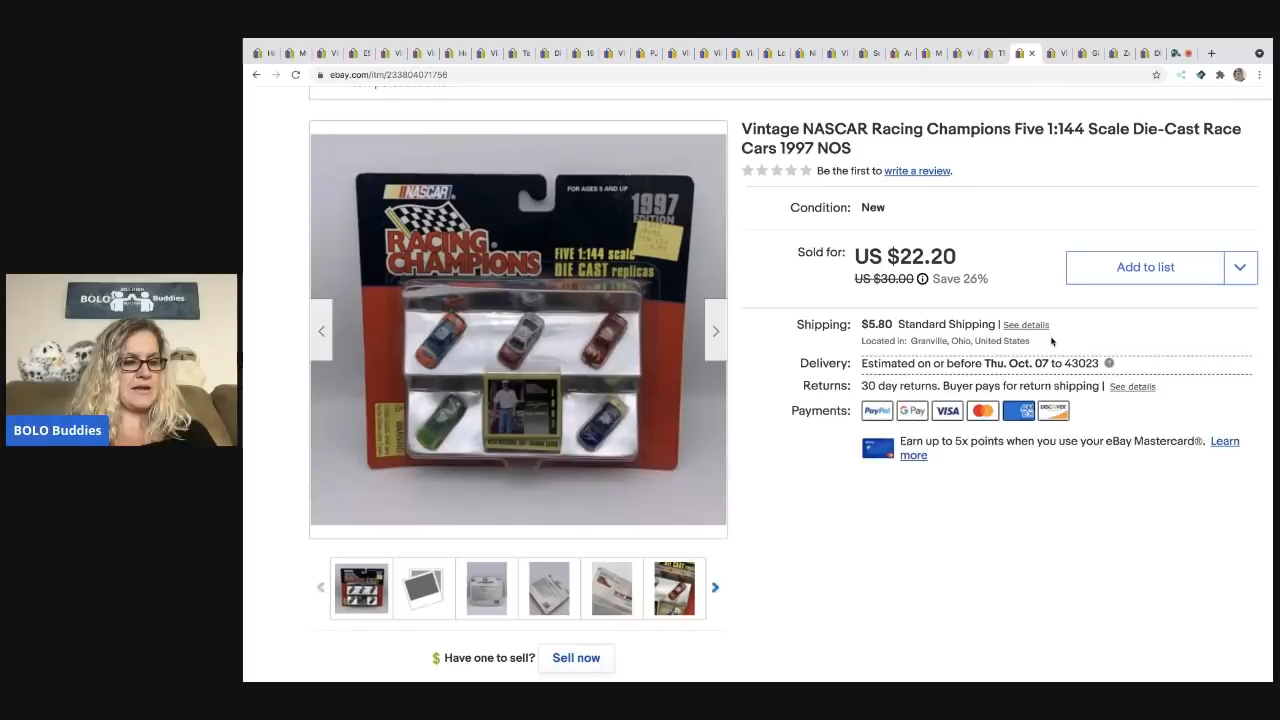 ebay.com/itm/233804071756
BOLO Buddies
BOLO Buddies
NASCAR
RACING
CHAMPIONS
FOR AGES 3 AND UP
1997
EDITION
FIVE 1:144 scale
DIE CAST replicas
Vintage NASCAR Racing Champions Five 1:144 Scale Die-Cast Race
Cars 1997 NOS
Be the first to write a review.
Condition: New
Sold for: US $22.20
US $30.00 Save 26%
Add to list
Shipping: $5.80 Standard Shipping | See details
Located in: Granville, Ohio, United States
Delivery: Estimated on or before Thu. Oct. 07 to 43023
Returns: 30 day returns. Buyer pays for return shipping | See details
Payments: PayPal G Pay VISA DISCOVER
Earn up to 5x points when you use your eBay Mastercard®. Learn
more
$ Have one to sell? Sell now